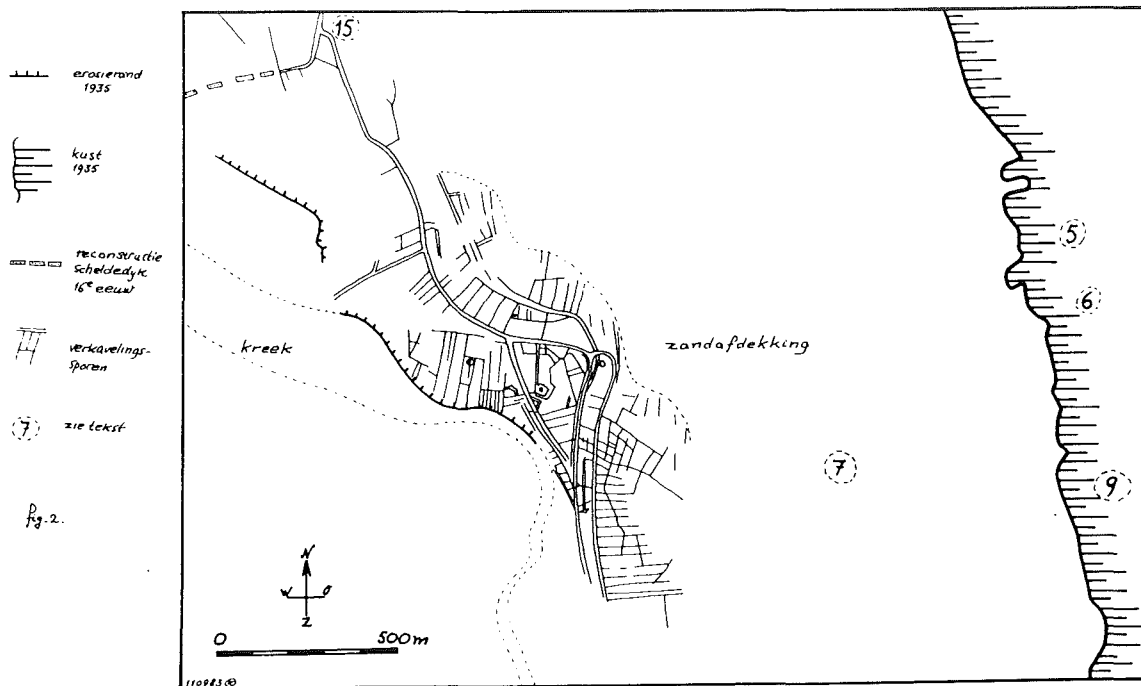 erosierand
1935
kust
1935
reconstructie
Scheldedyk
16e eeuw
verkavelings-
sporen
7 zie tekst
fig. 2.
15
5
6
kreek
zandafdekking
7
9
N
W O
Z
0 500m
110983